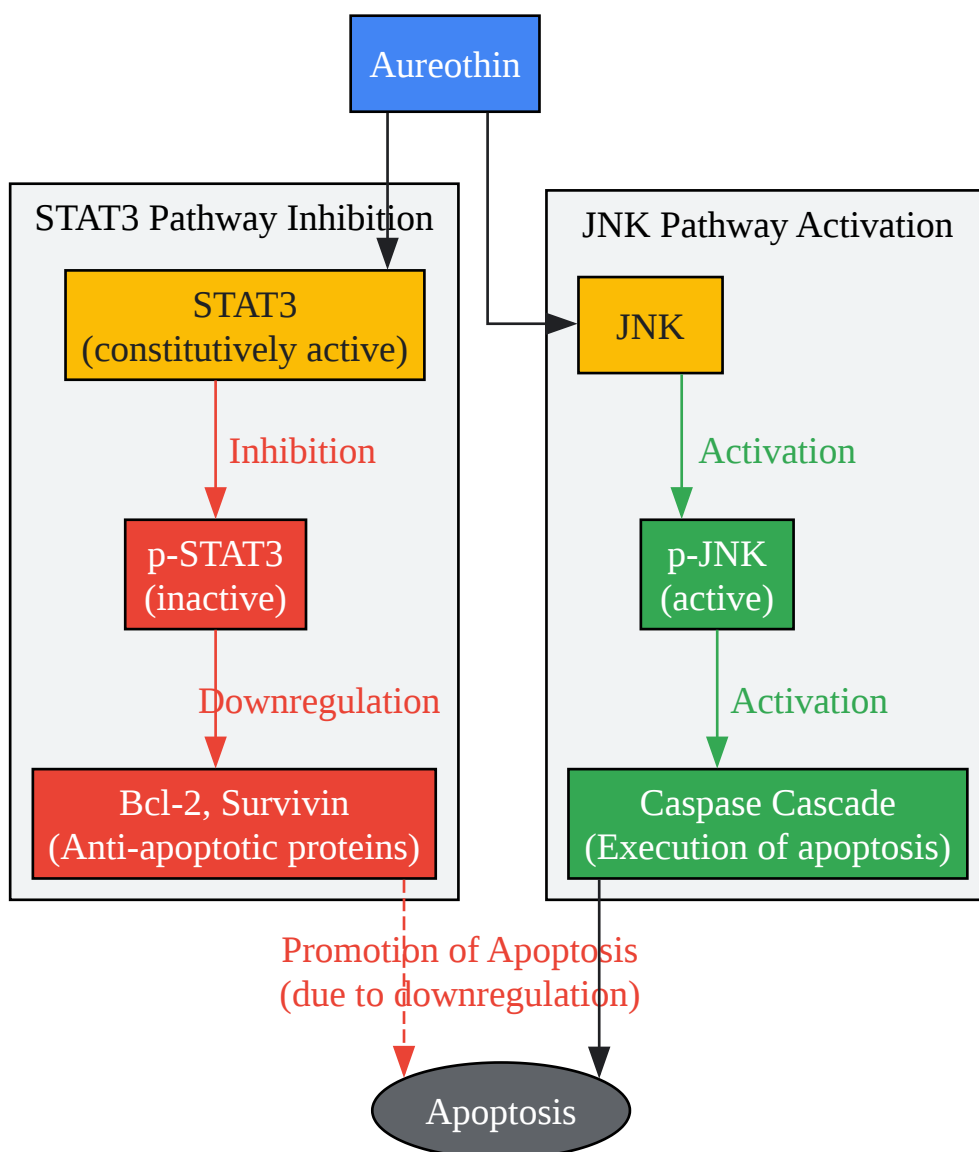 Aureothin
STAT3 Pathway Inhibition
STAT3
(constitutively active)
Inhibition
p-STAT3
(inactive)
Downregulation
Bcl-2, Survivin
(Anti-apoptotic proteins)
JNK Pathway Activation
JNK
Activation
p-JNK
(active)
Activation
Caspase Cascade
(Execution of apoptosis)
Promotion of Apoptosis
(due to downregulation)
Apoptosis